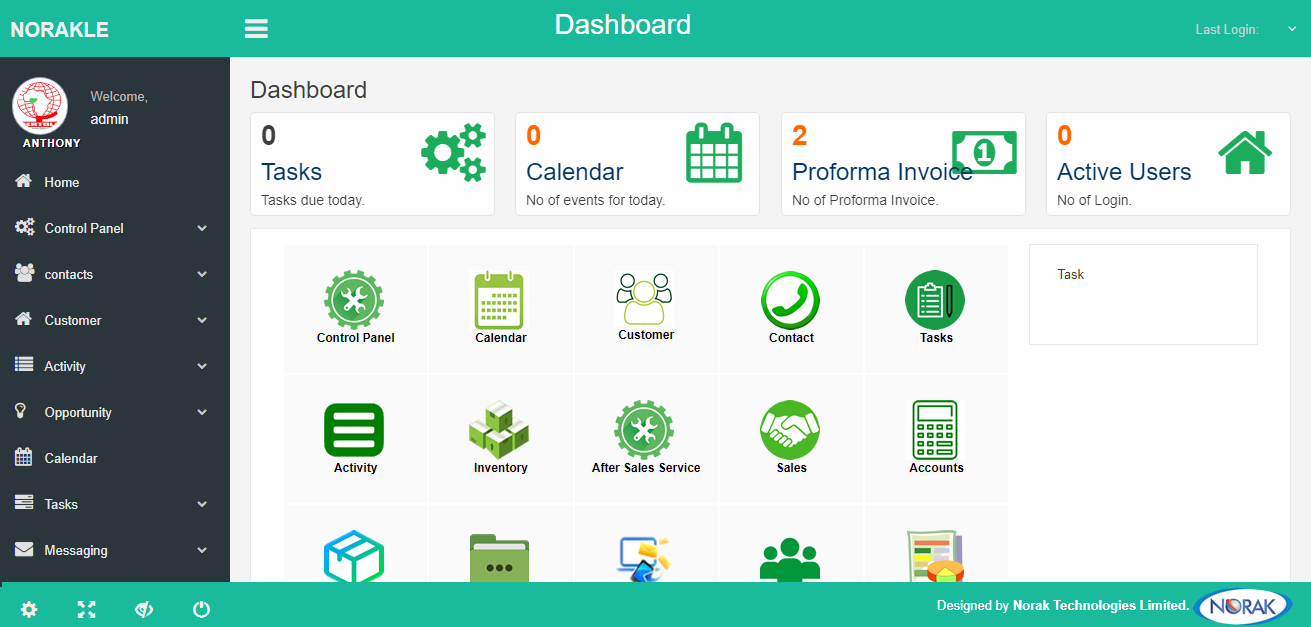 NORAKLE
Dashboard
Last Login:
Welcome,
admin
ANTHONY
Home
Control Panel
contacts
Customer
Activity
Opportunity
Calendar
Tasks
Messaging
Dashboard
0
Tasks
Tasks due today.
0
Calendar
No of events for today.
2
Proforma Invoice
No of Proforma Invoice.
1
0
Active Users
No of Login.
Control Panel
Calendar
Customer
Contact
Tasks
Task
Activity
Inventory
After Sales Service
Sales
Accounts
Designed by Norak Technologies Limited.
NORAK